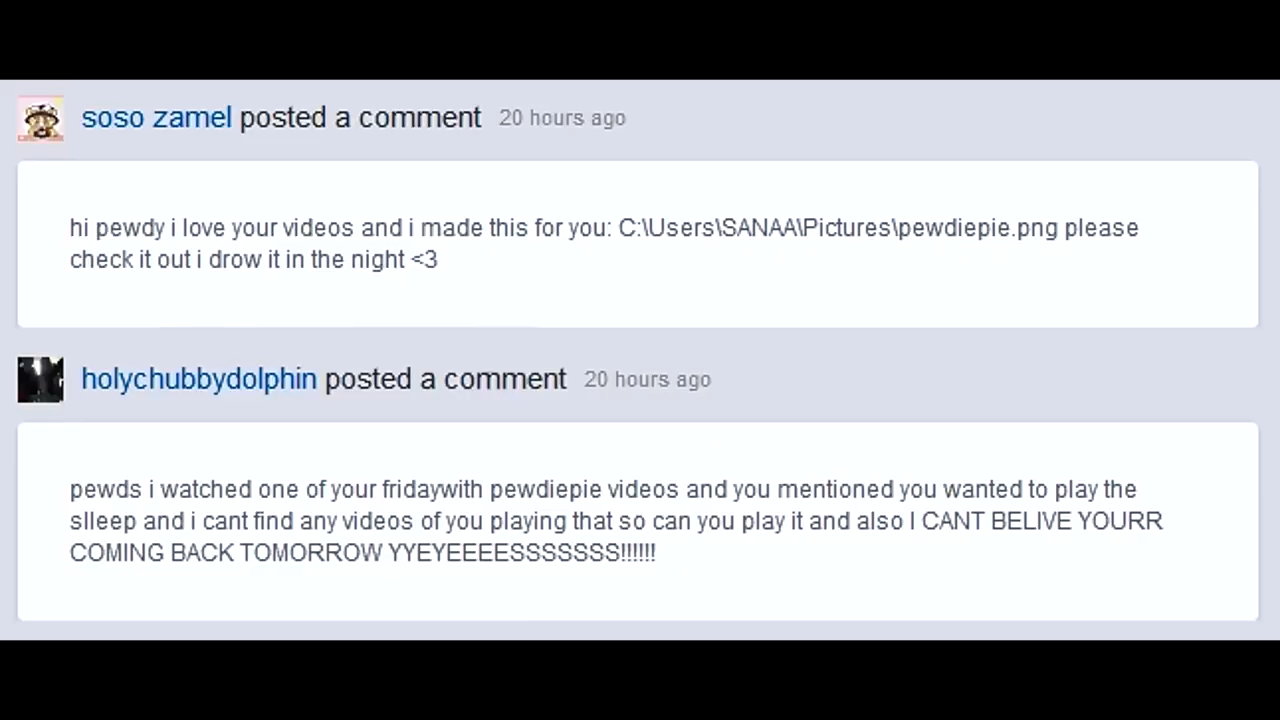 soso zamel posted a comment 20 hours ago
hi pewdy i love your videos and i made this for you: C:\Users\SANAA\Pictures\pewdiepie.png please
check it out i drow it in the night <3
holychubbydolphin posted a comment 20 hours ago
pewds i watched one of your fridaywith pewdiepie videos and you mentioned you wanted to play the
slleep and i cant find any videos of you playing that so can you play it and also I CANT BELIVE YOURR
COMING BACK TOMORROW YYEYEEEESSSSSSS!!!!!!